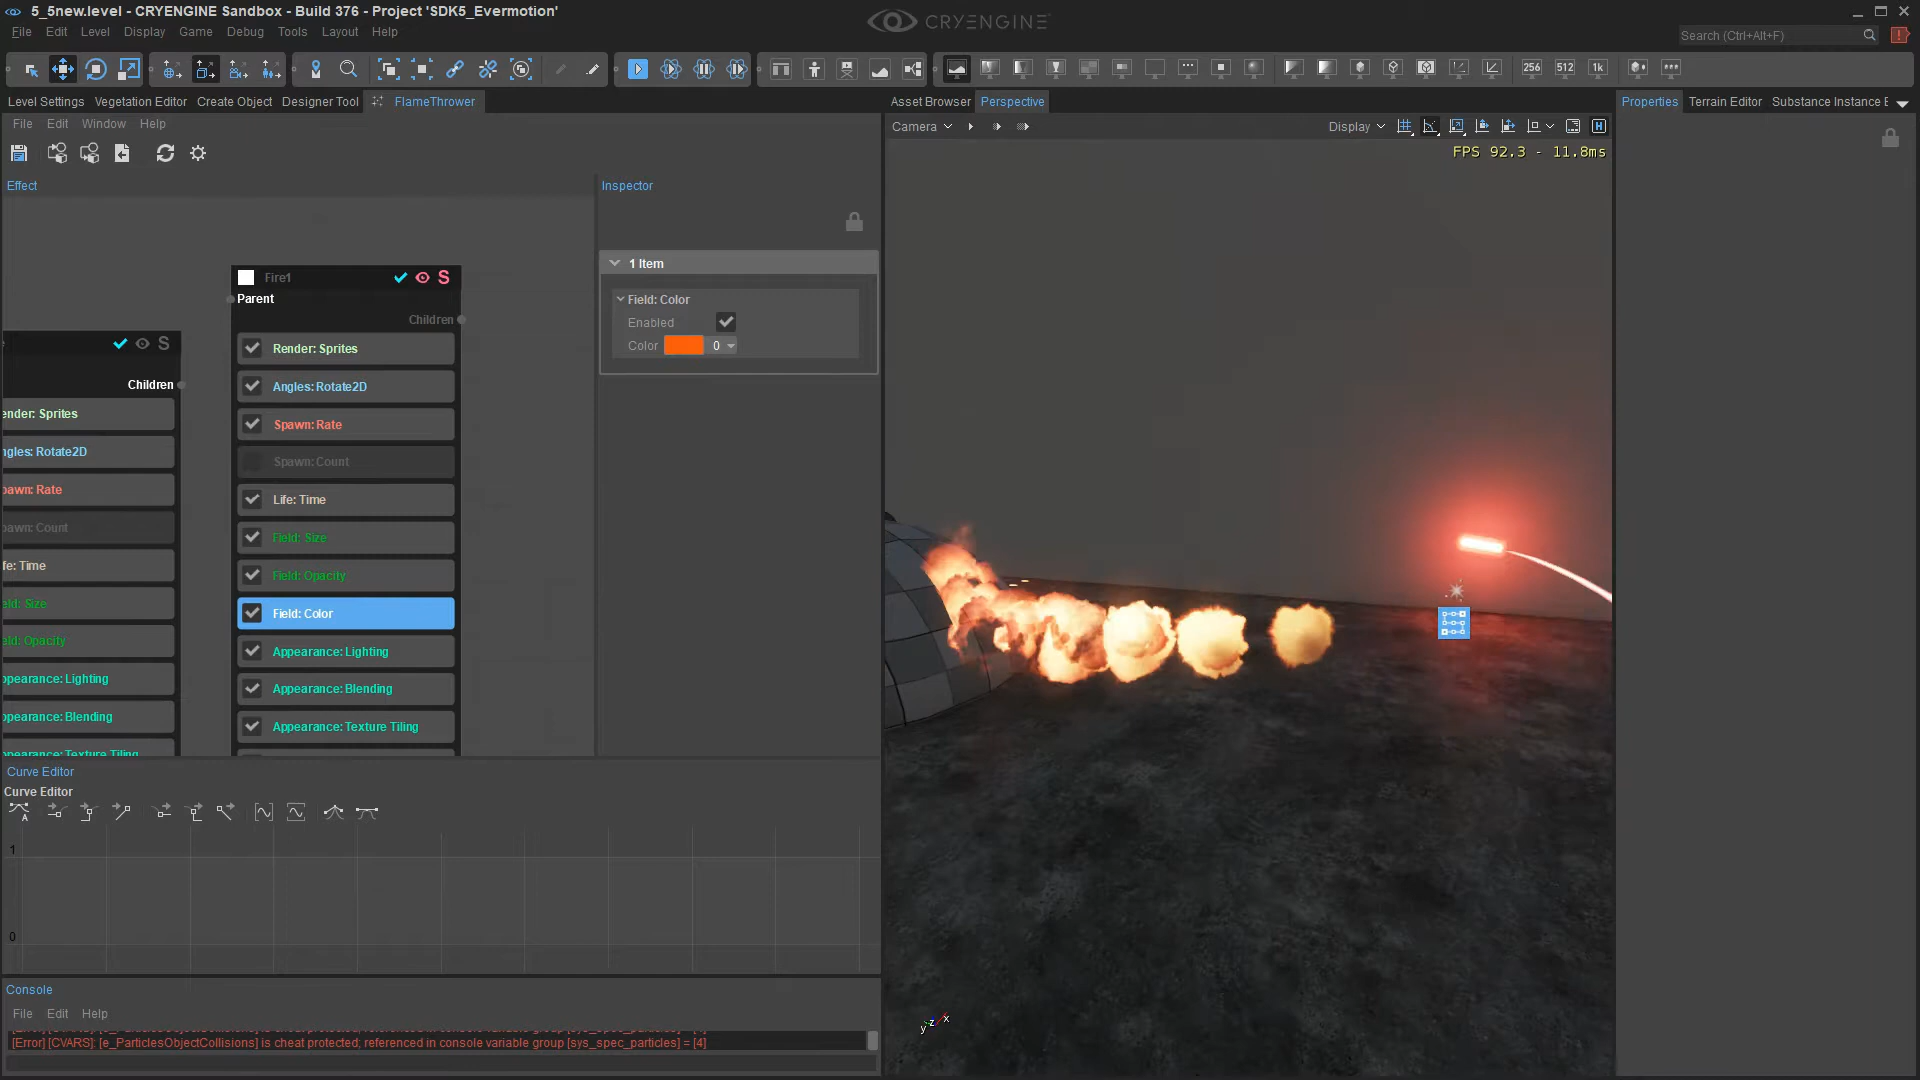 5_5new.level - CRYENGINE Sandbox - Build 376 - Project 'SDK5_Evermotion'
CRYENGINE
File Edit Level Display Game Debug Tools Layout Help
Search (Ctrl+Alt+F)
256 512 1k
Level Settings Vegetation Editor Create Object Designer Tool FlameThrower
Asset Browser Perspective
Properties Terrain Editor Substance Instance E
File Edit Window Help
Camera
Display
FPS 92.3 - 11.8ms
Effect
Inspector
1 Item
Field: Color
Enabled
Color 0
Fire1 S
Parent
Children
Render: Sprites
Angles: Rotate2D
Spawn: Rate
Spawn: Count
Life: Time
Field: Size
Field: Opacity
Field: Color
Appearance: Lighting
Appearance: Blending
Appearance: Texture Tiling
S
Children
ender: Sprites
ngles: Rotate2D
pawn: Rate
pawn: Count
fe: Time
eld: Size
eld: Opacity
ppearance: Lighting
ppearance: Blending
ppearance: Texture Tiling
Curve Editor
Curve Editor
1
0
Console
File Edit Help
[Error] [CVARS]: [e_ParticlesObjectCollisions] is cheat protected; referenced in console variable group [sys_spec_particles] = [4]
y z x